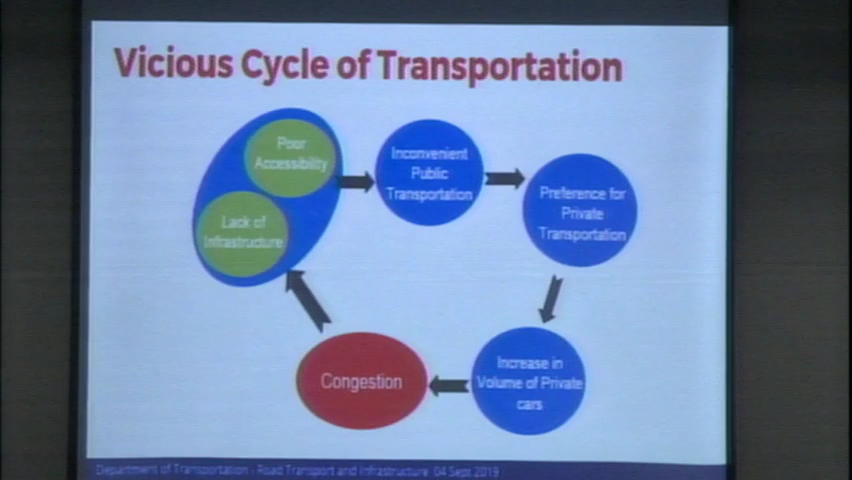 Vicious Cycle of Transportation
Poor
Accessibility
Lack of
Infrastructure
Inconvenient
Public
Transportation
Preference for
Private
Transportation
Increase in
Volume of Private
cars
Congestion
Department of Transportation - Road Transport and Infrastructure 04 Sept 2019